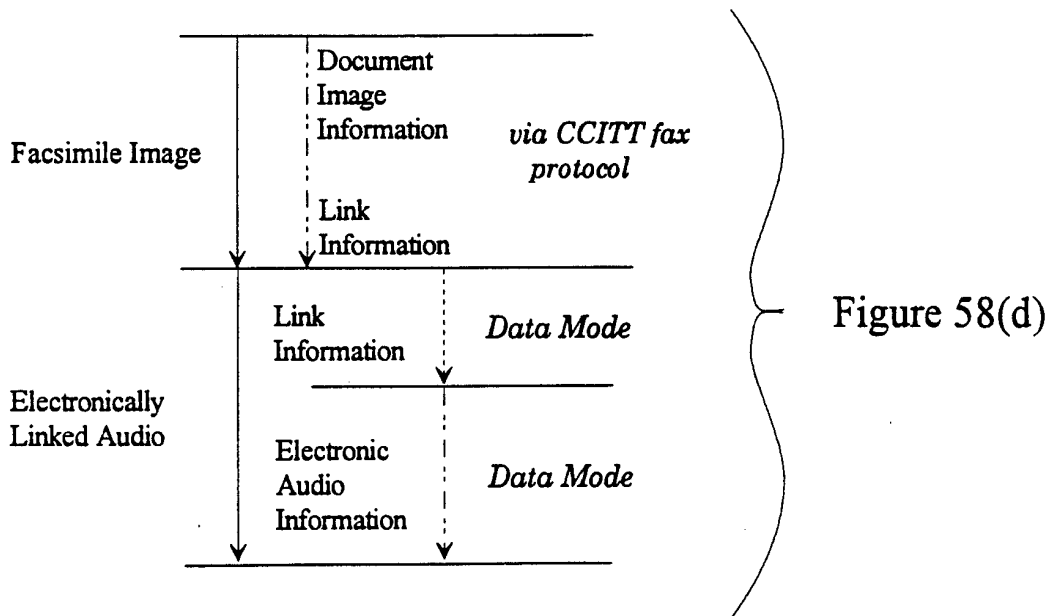 Document
Image
Information
Facsimile Image
via CCITT fax
protocol
Link
Information
Link
Information
Data Mode
Figure 58(d)
Electronically
Linked Audio
Electronic
Audio
Information
Data Mode